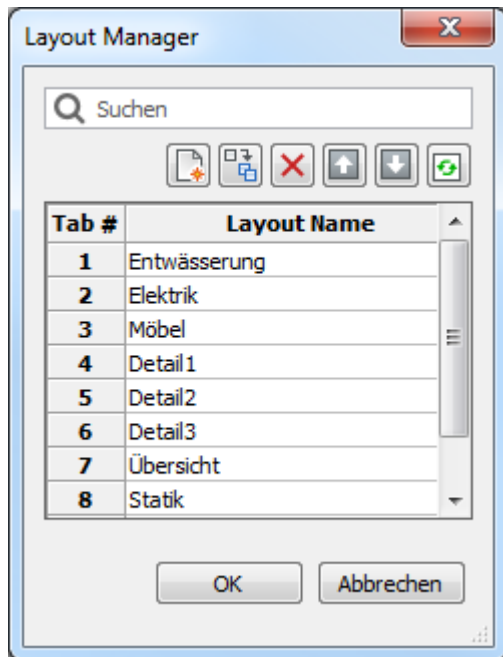 Layout Manager
Suchen
Tab # Layout Name
1 Entwässerung
2 Elektrik
3 Möbel
4 Detail1
5 Detail2
6 Detail3
7 Übersicht
8 Statik
OK Abbrechen